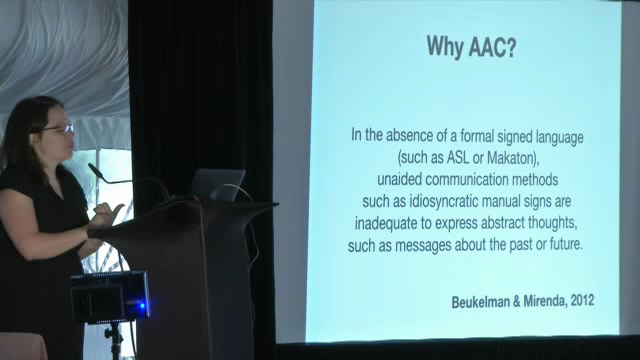 Why AAC?
In the absence of a formal signed language
(such as ASL or Makaton),
unaided communication methods
such as idiosyncratic manual signs are
inadequate to express abstract thoughts,
such as messages about the past or future.
Beukelman & Mirenda, 2012